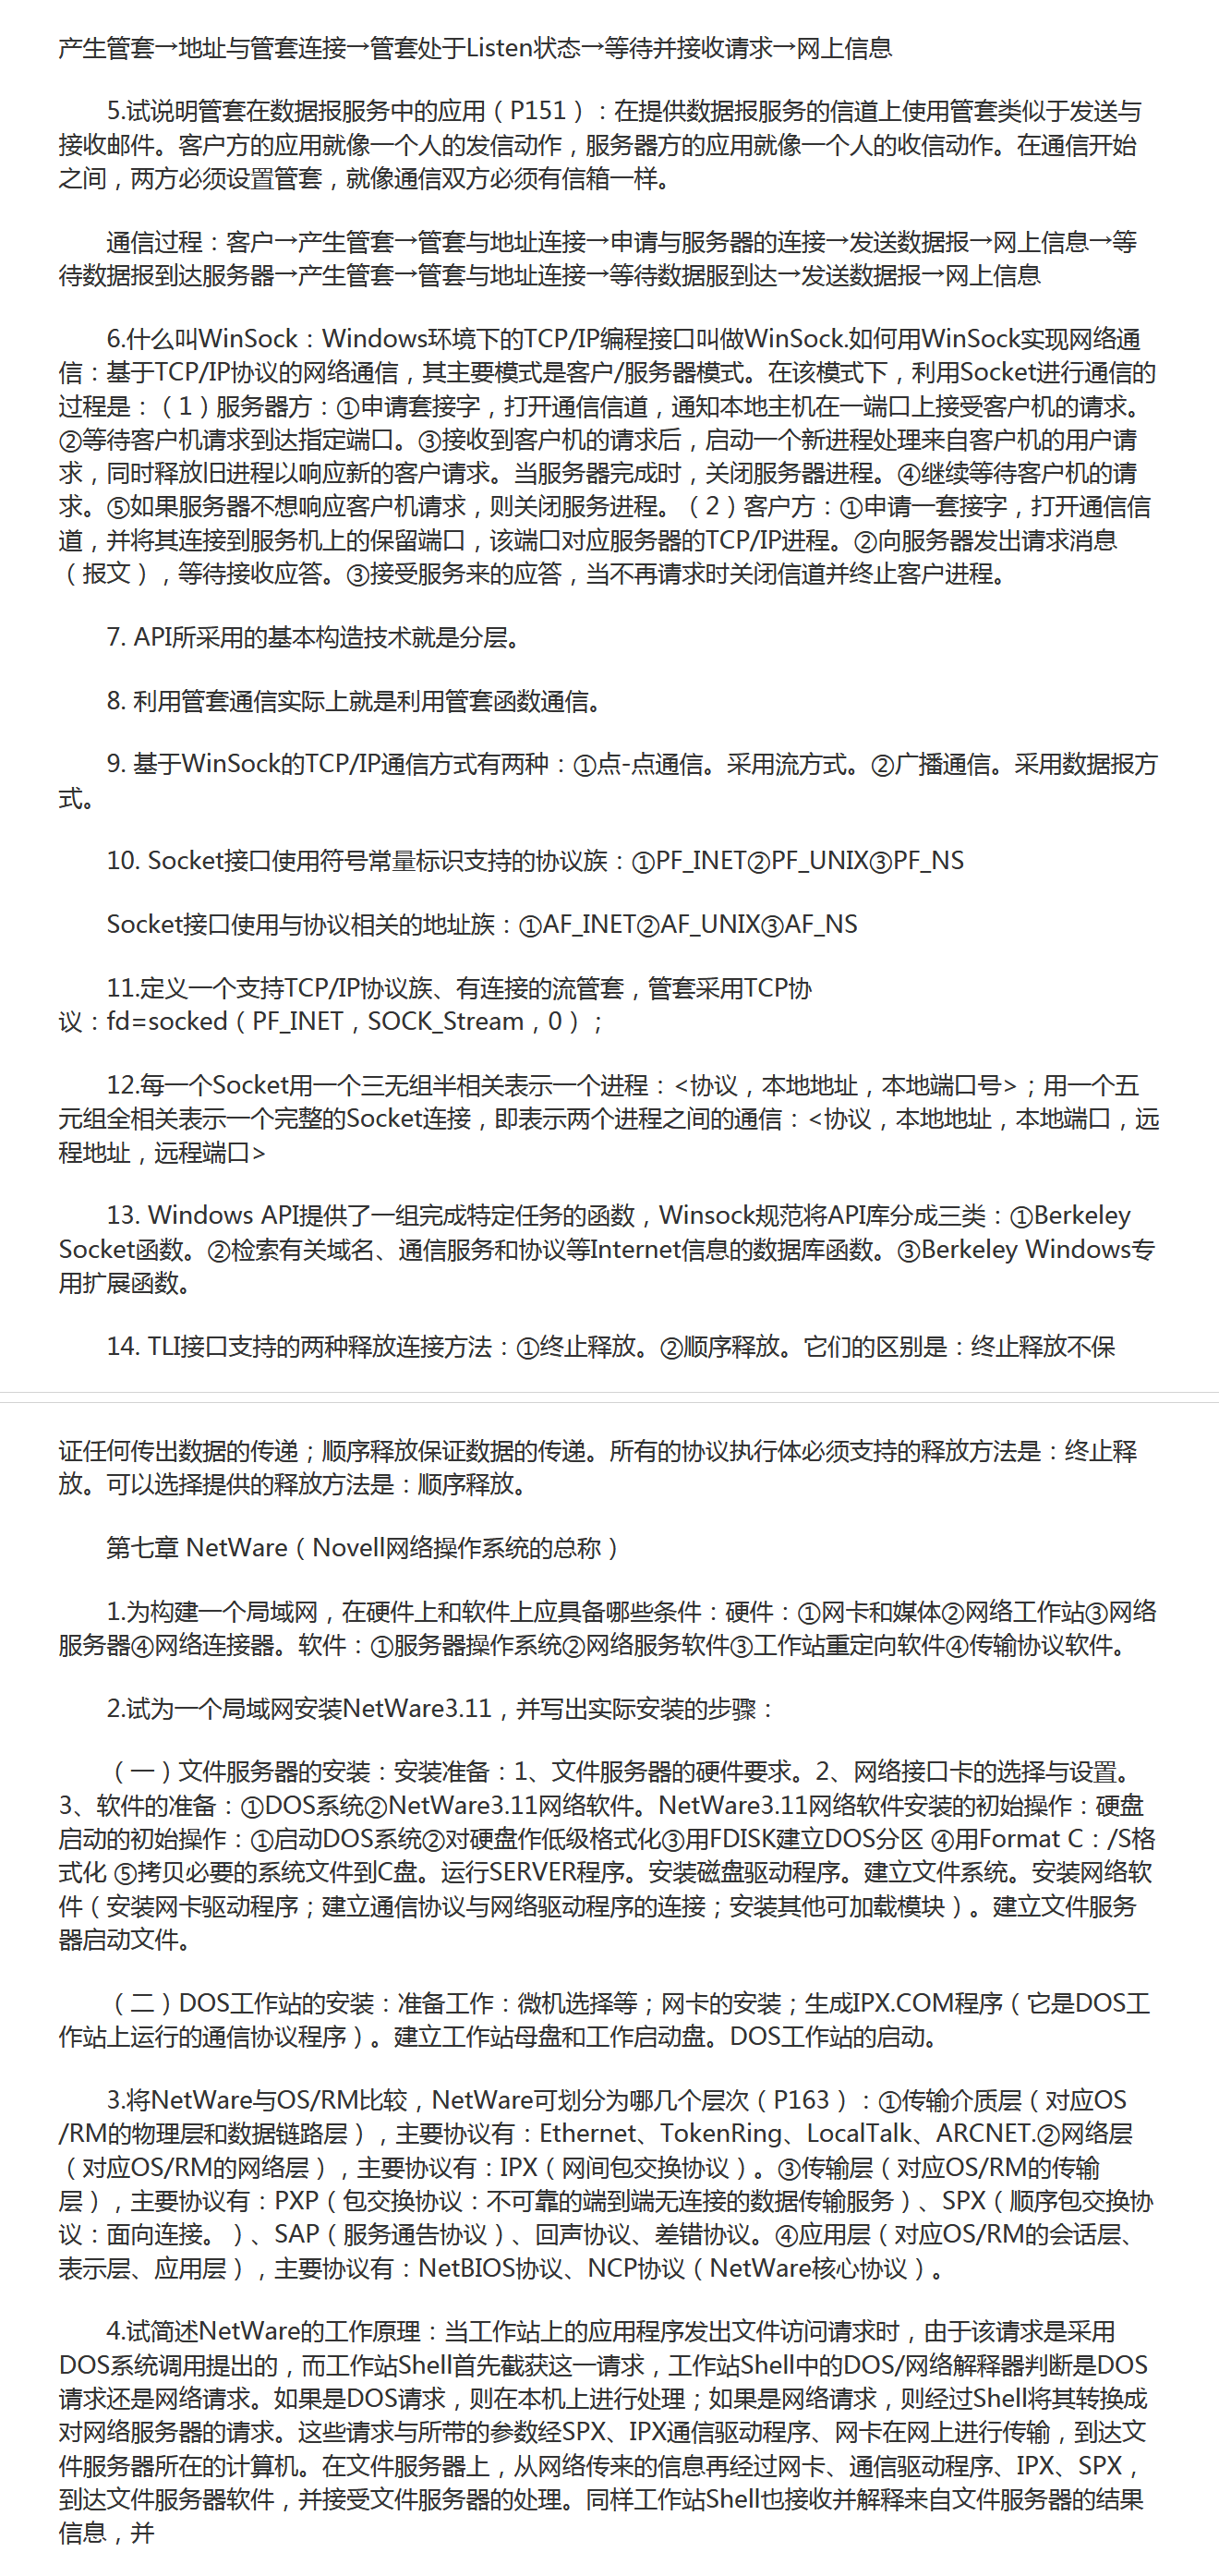 产生管套→地址与管套连接→管套处于Listen状态→等待并接收请求→网上信息
5.试说明管套在数据报服务中的应用（P151）：在提供数据报服务的信道上使用管套类似于发送与
接收邮件。客户方的应用就像一个人的发信动作，服务器方的应用就像一个人的收信动作。在通信开始
之间，两方必须设置管套，就像通信双方必须有信箱一样。
通信过程：客户→产生管套→管套与地址连接→申请与服务器的连接→发送数据报→网上信息→等
待数据报到达服务器→产生管套→管套与地址连接→等待数据服到达→发送数据报→网上信息
6.什么叫WinSock：Windows环境下的TCP/IP编程接口叫做WinSock.如何用WinSock实现网络通
信：基于TCP/IP协议的网络通信，其主要模式是客户/服务器模式。在该模式下，利用Socket进行通信的
过程是：（1）服务器方：①申请套接字，打开通信信道，通知本地主机在一端口上接受客户机的请求。
②等待客户机请求到达指定端口。③接收到客户机的请求后，启动一个新进程处理来自客户机的用户请
求，同时释放旧进程以响应新的客户请求。当服务器完成时，关闭服务器进程。④继续等待客户机的请
求。⑤如果服务器不想响应客户机请求，则关闭服务进程。（2）客户方：①申请一套接字，打开通信信
道，并将其连接到服务机上的保留端口，该端口对应服务器的TCP/IP进程。②向服务器发出请求消息
（报文），等待接收应答。③接受服务来的应答，当不再请求时关闭信道并终止客户进程。
7. API所采用的基本构造技术就是分层。
8. 利用管套通信实际上就是利用管套函数通信。
9. 基于WinSock的TCP/IP通信方式有两种：①点-点通信。采用流方式。②广播通信。采用数据报方
式。
10. Socket接口使用符号常量标识支持的协议族：①PF_INET②PF_UNIX③PF_NS
Socket接口使用与协议相关的地址族：①AF_INET②AF_UNIX③AF_NS
11.定义一个支持TCP/IP协议族、有连接的流管套，管套采用TCP协
议：fd=socked（PF_INET，SOCK_Stream，0）；
12.每一个Socket用一个三无组半相关表示一个进程：<协议，本地地址，本地端口号>；用一个五
元组全相关表示一个完整的Socket连接，即表示两个进程之间的通信：<协议，本地地址，本地端口，远
程地址，远程端口>
13. Windows API提供了一组完成特定任务的函数，Winsock规范将API库分成三类：①Berkeley
Socket函数。②检索有关域名、通信服务和协议等Internet信息的数据库函数。③Berkeley Windows专
用扩展函数。
14. TLI接口支持的两种释放连接方法：①终止释放。②顺序释放。它们的区别是：终止释放不保
证任何传出数据的传递；顺序释放保证数据的传递。所有的协议执行体必须支持的释放方法是：终止释
放。可以选择提供的释放方法是：顺序释放。
第七章 NetWare（Novell网络操作系统的总称）
1.为构建一个局域网，在硬件上和软件上应具备哪些条件：硬件：①网卡和媒体②网络工作站③网络
服务器④网络连接器。软件：①服务器操作系统②网络服务软件③工作站重定向软件④传输协议软件。
2.试为一个局域网安装NetWare3.11，并写出实际安装的步骤：
（一）文件服务器的安装：安装准备：1、文件服务器的硬件要求。2、网络接口卡的选择与设置。
3、软件的准备：①DOS系统②NetWare3.11网络软件。NetWare3.11网络软件安装的初始操作：硬盘
启动的初始操作：①启动DOS系统②对硬盘作低级格式化③用FDISK建立DOS分区 ④用Format C：/S格
式化 ⑤拷贝必要的系统文件到C盘。运行SERVER程序。安装磁盘驱动程序。建立文件系统。安装网络软
件（安装网卡驱动程序；建立通信协议与网络驱动程序的连接；安装其他可加载模块）。建立文件服务
器启动文件。
（二）DOS工作站的安装：准备工作：微机选择等；网卡的安装；生成IPX.COM程序（它是DOS工
作站上运行的通信协议程序）。建立工作站母盘和工作启动盘。DOS工作站的启动。
3.将NetWare与OS/RM比较，NetWare可划分为哪几个层次（P163）：①传输介质层（对应OS
/RM的物理层和数据链路层），主要协议有：Ethernet、TokenRing、LocalTalk、ARCNET.②网络层
（对应OS/RM的网络层），主要协议有：IPX（网间包交换协议）。③传输层（对应OS/RM的传输
层），主要协议有：PXP（包交换协议：不可靠的端到端无连接的数据传输服务）、SPX（顺序包交换协
议：面向连接。）、SAP（服务通告协议）、回声协议、差错协议。④应用层（对应OS/RM的会话层、
表示层、应用层），主要协议有：NetBIOS协议、NCP协议（NetWare核心协议）。
4.试简述NetWare的工作原理：当工作站上的应用程序发出文件访问请求时，由于该请求是采用
DOS系统调用提出的，而工作站Shell首先截获这一请求，工作站Shell中的DOS/网络解释器判断是DOS
请求还是网络请求。如果是DOS请求，则在本机上进行处理；如果是网络请求，则经过Shell将其转换成
对网络服务器的请求。这些请求与所带的参数经SPX、IPX通信驱动程序、网卡在网上进行传输，到达文
件服务器所在的计算机。在文件服务器上，从网络传来的信息再经过网卡、通信驱动程序、IPX、SPX，
到达文件服务器软件，并接受文件服务器的处理。同样工作站Shell也接收并解释来自文件服务器的结果
信息，并